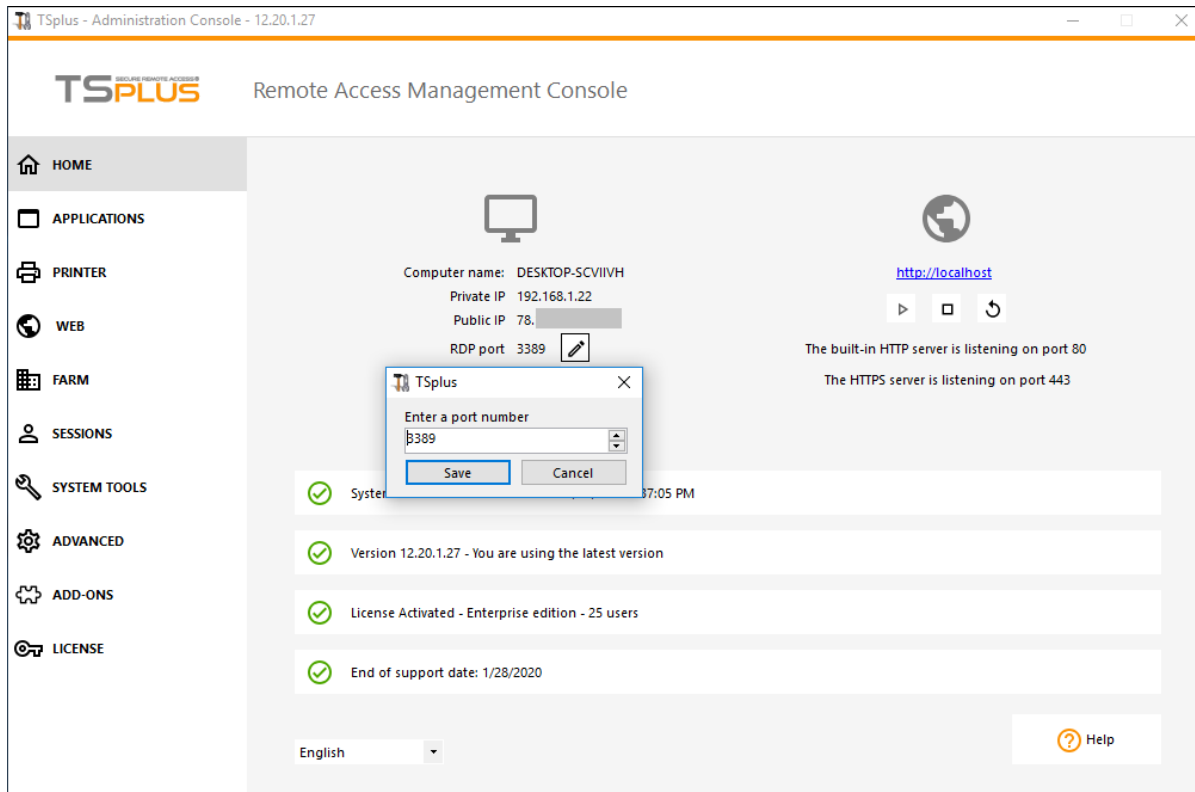 TSplus - Administration Console - 12.20.1.27
TSPLUS
SECURE REMOTE ACCESS®
Remote Access Management Console
HOME
APPLICATIONS
PRINTER
WEB
FARM
SESSIONS
SYSTEM TOOLS
ADVANCED
ADD-ONS
LICENSE
Computer name: DESKTOP-SCVIIVH
Private IP 192.168.1.22
Public IP 78.
RDP port 3389
http://localhost
The built-in HTTP server is listening on port 80
The HTTPS server is listening on port 443
TSplus
Enter a port number
3389
Save Cancel
37:05 PM
Version 12.20.1.27 - You are using the latest version
License Activated - Enterprise edition - 25 users
End of support date: 1/28/2020
English
Help